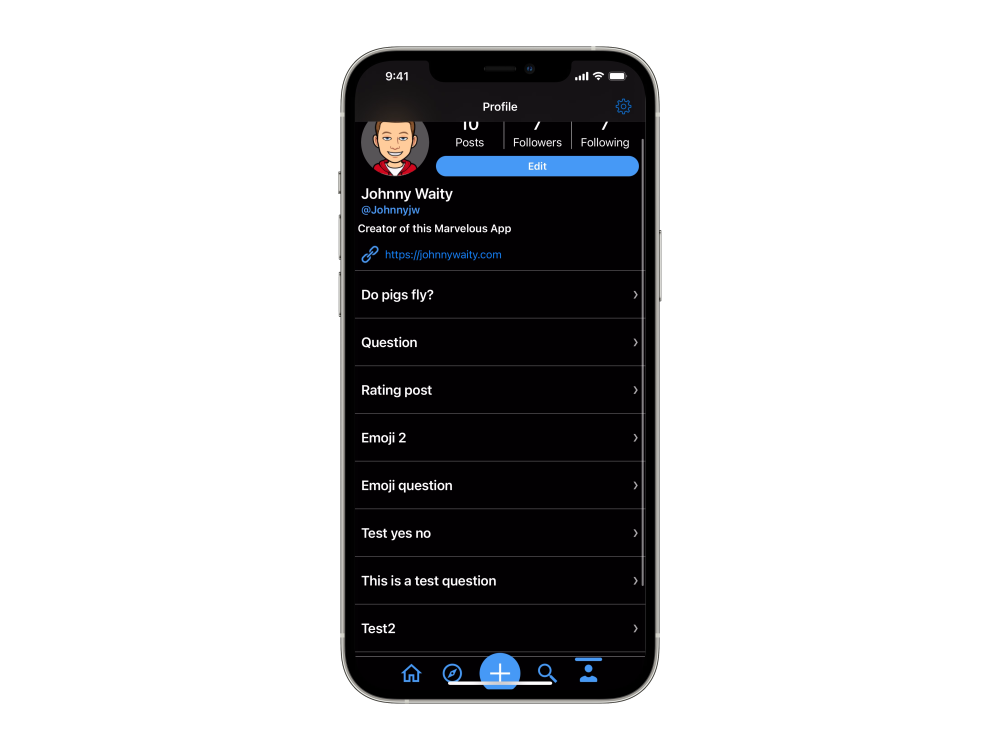 9:41
Profile
10 7 7
Posts Followers Following
Edit
Johnny Waity
@Johnnyjw
Creator of this Marvelous App
https://johnnywaity.com
Do pigs fly?
Question
Rating post
Emoji 2
Emoji question
Test yes no
This is a test question
Test2